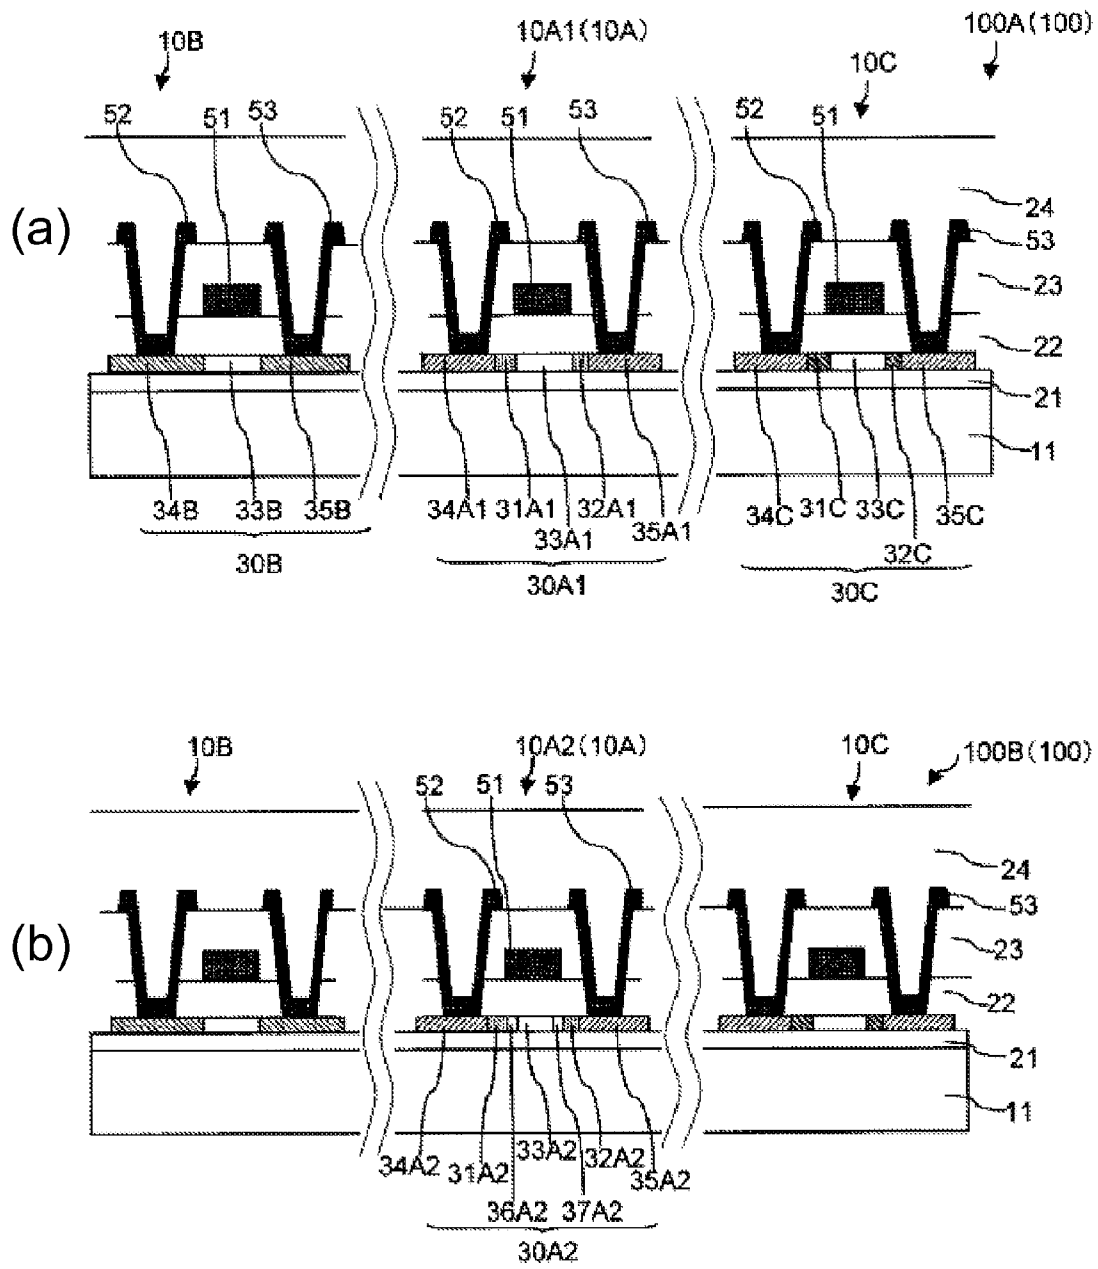 10B 10A1(10A) 100A(100)
10C
52 51 53 52 51 53 52 51
(a)
24
53
23
22
21
11
34B 33B 35B 34A1 31A1 32A1 35A1 34C 31C 33C 35C
33A1 32C
30B 30A1 30C
10B 10A2(10A) 10C 100B(100)
52 51 53
24
53
(b)
23
22
21
11
34A2 31A2 33A2 32A2 35A2
36A2 37A2
30A2